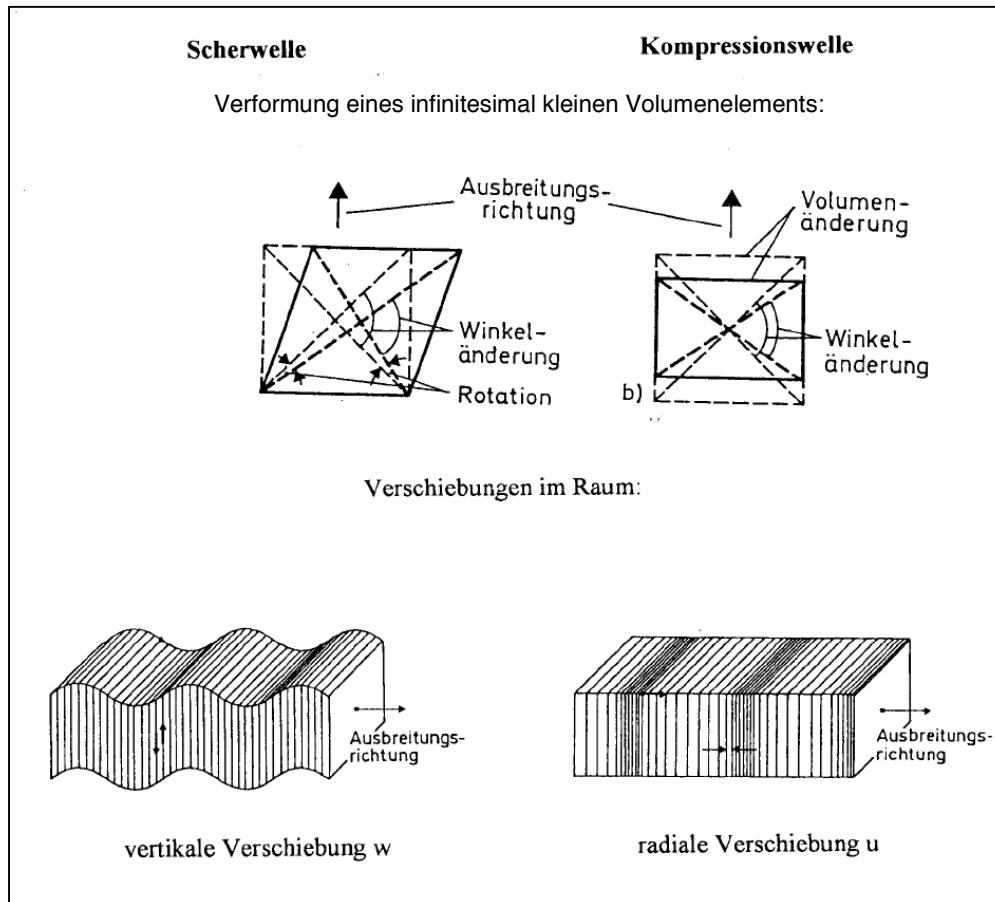 Scherwelle
Kompressionswelle
Verformung eines infinitesimal kleinen Volumenelements:
Ausbreitungs-
richtung
Volumen-
änderung
Winkel-
änderung
Rotation
Winkel-
änderung
b)
Verschiebungen im Raum:
Ausbreitungs-
richtung
Ausbreitungs-
richtung
vertikale Verschiebung w
radiale Verschiebung u